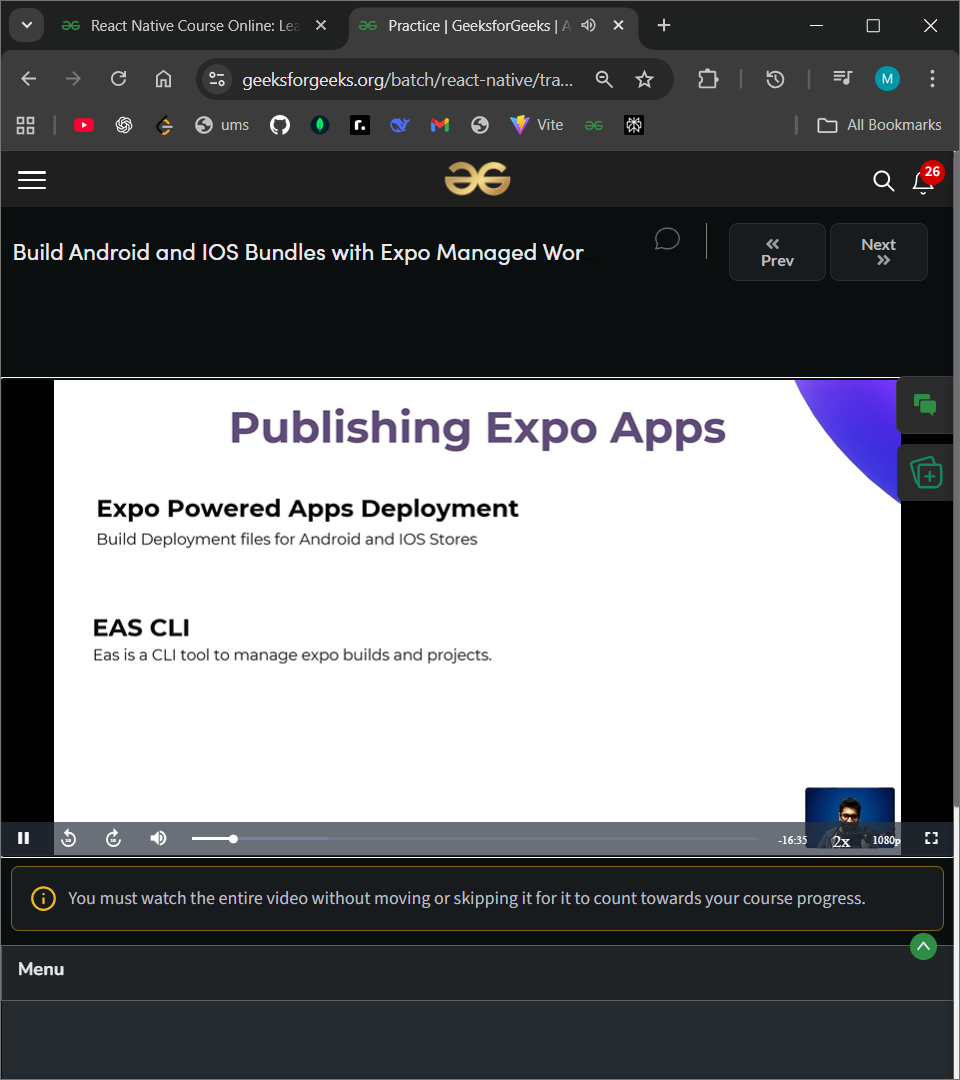 React Native Course Online: Lea
Practice | GeeksforGeeks | A
geeksforgeeks.org/batch/react-native/tra...
M
ums
r.
Vite
All Bookmarks
26
Build Android and IOS Bundles with Expo Managed Wor
Prev
Next
Publishing Expo Apps
Expo Powered Apps Deployment
Build Deployment files for Android and IOS Stores
EAS CLI
Eas is a CLI tool to manage expo builds and projects.
-16:35
2x
1080p
You must watch the entire video without moving or skipping it for it to count towards your course progress.
Menu